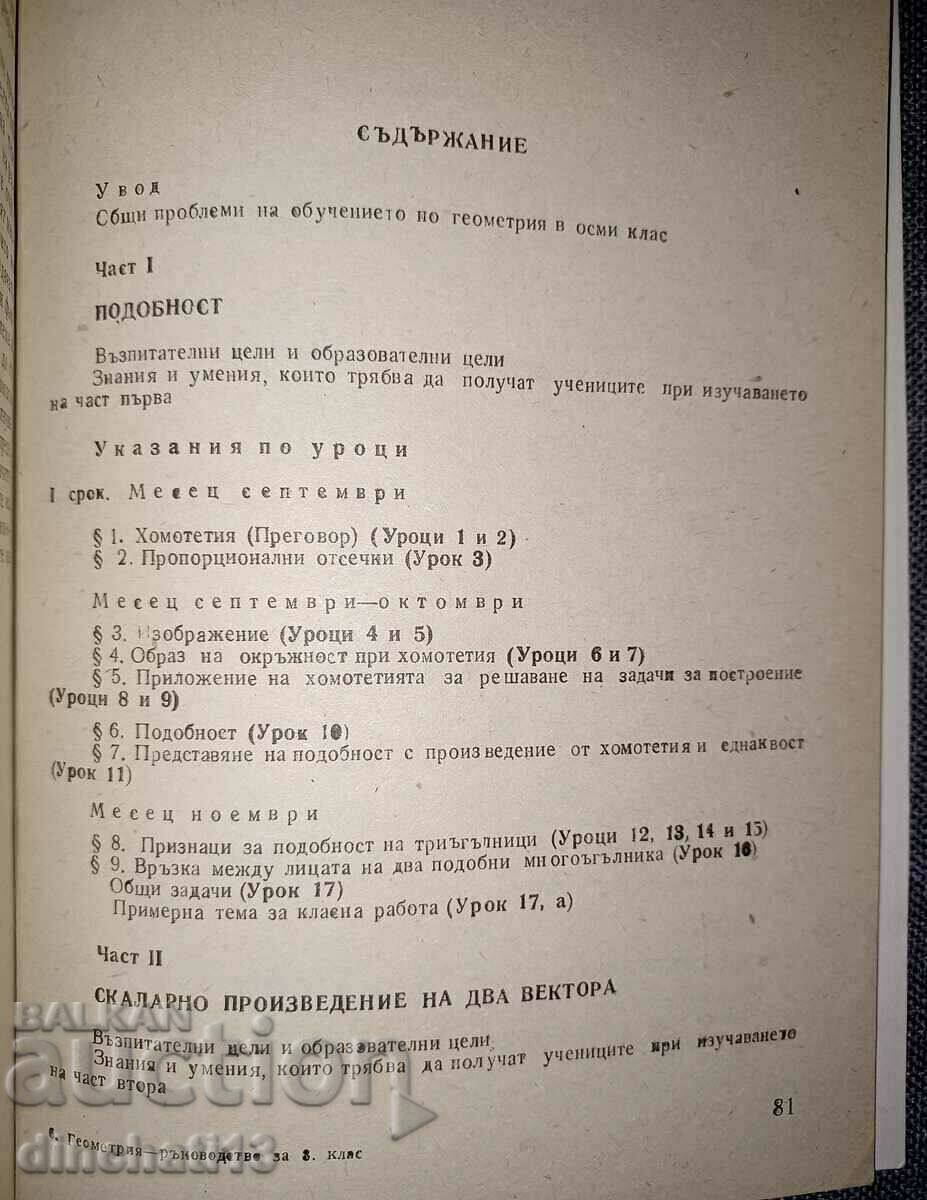 СЪДЪРЖАНИЕ
Увод
Общи проблеми на обучението по геометрия в осми клас
Част I
ПОДОБНОСТ
Възпитателни цели и образователни цели
Знания и умения, които трябва да получат учениците при изучаването
на част първа
Указания по уроци
I срок. Месец септември
§ 1. Хомотетия (Преговор) (Уроци 1 и 2)
§ 2. Пропорционални отсечки (Урок 3)
Месец септември—октомври
§ 3. Изображение (Уроци 4 и 5)
§ 4. Образ на окръжност при хомотетия (Уроци 6 и 7)
§ 5. Приложение на хомотетията за решаване на задачи за построение
(Уроци 8 и 9)
§ 6. Подобност (Урок 10)
§ 7. Представяне на подобност с произведение от хомотетия и еднаквост
(Урок 11)
Месец ноември
§ 8. Признаци за подобност на триъгълници (Уроци 12, 13, 14 и 15)
§ 9. Връзка между лицата на два подобни многоъгълника (Урок 16)
Общи задачи (Урок 17)
Примерна тема за класна работа (Урок 17, а)
Част II
СКАЛАРНО ПРОИЗВЕДЕНИЕ НА ДВА ВЕКТОРА
Възпитателни цели и образователни цели
Знания и умения, които трябва да получат учениците при изучаването
на част втора
81
6. Геометрия—ръководство за 8. клас
BALKAN
auction
dinchati13